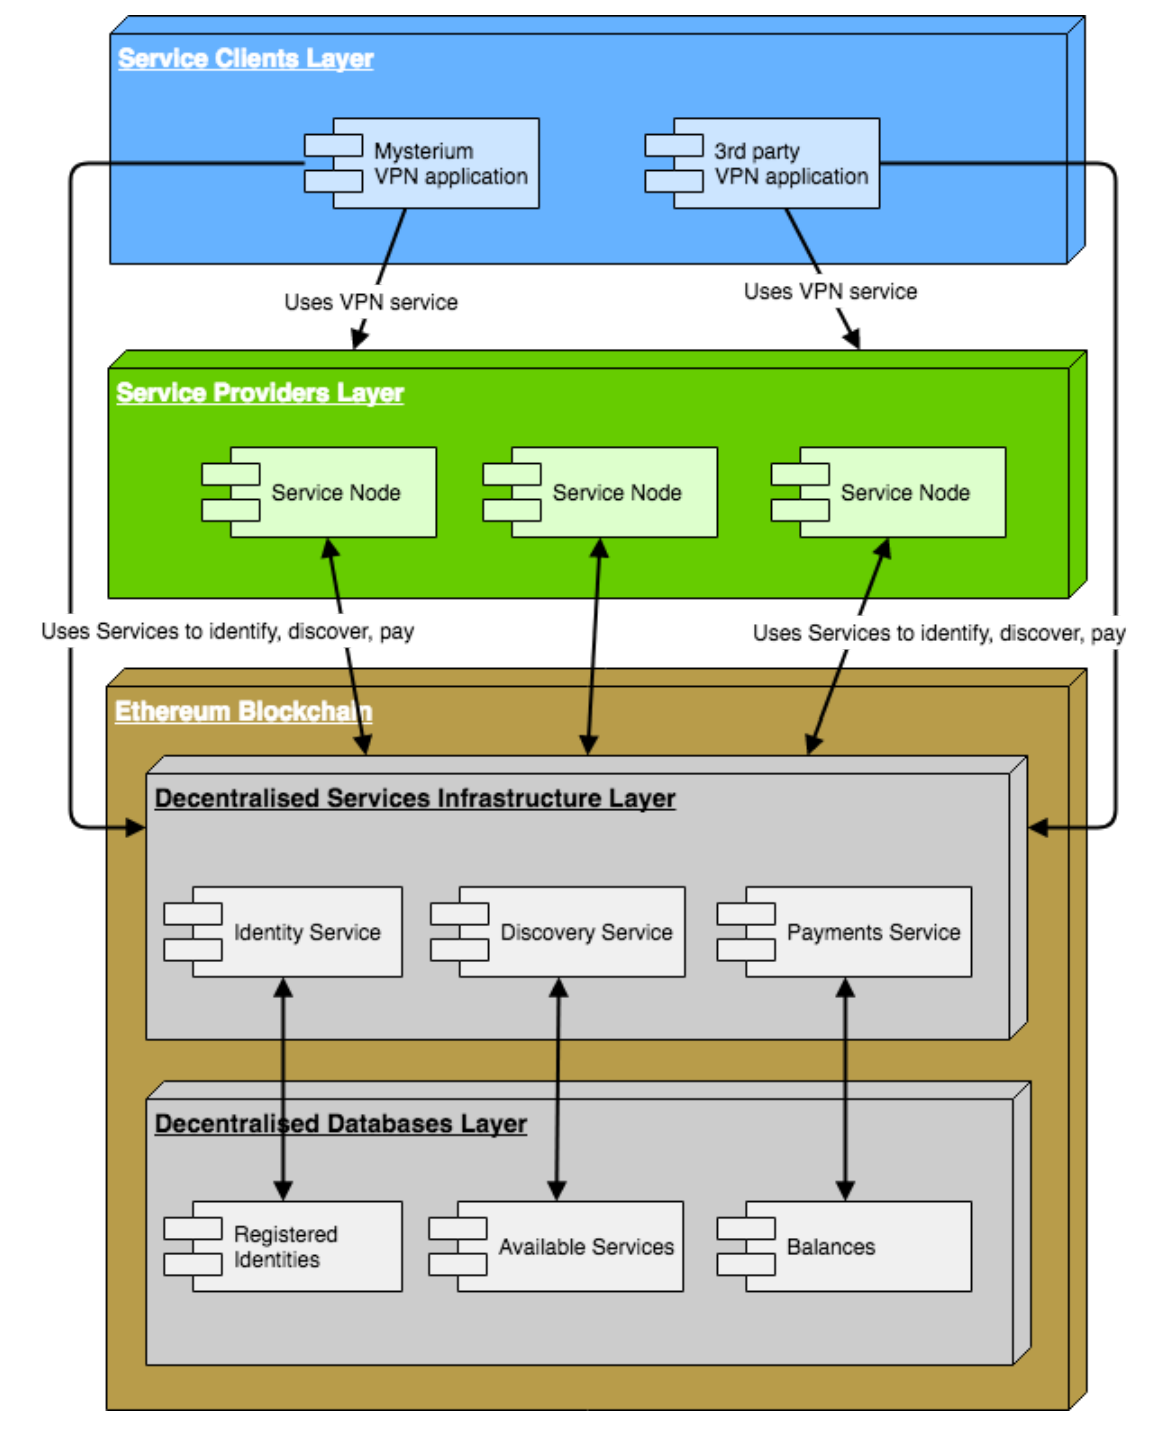 Service Clients Layer
Mysterium
VPN application
3rd party
VPN application
Uses VPN service
Uses VPN service
Service Providers Layer
Service Node
Service Node
Service Node
Uses Services to identify, discover, pay
Uses Services to identify, discover, pay
Ethereum Blockchain
Decentralised Services Infrastructure Layer
Identity Service
Discovery Service
Payments Service
Decentralised Databases Layer
Registered
Identities
Available Services
Balances